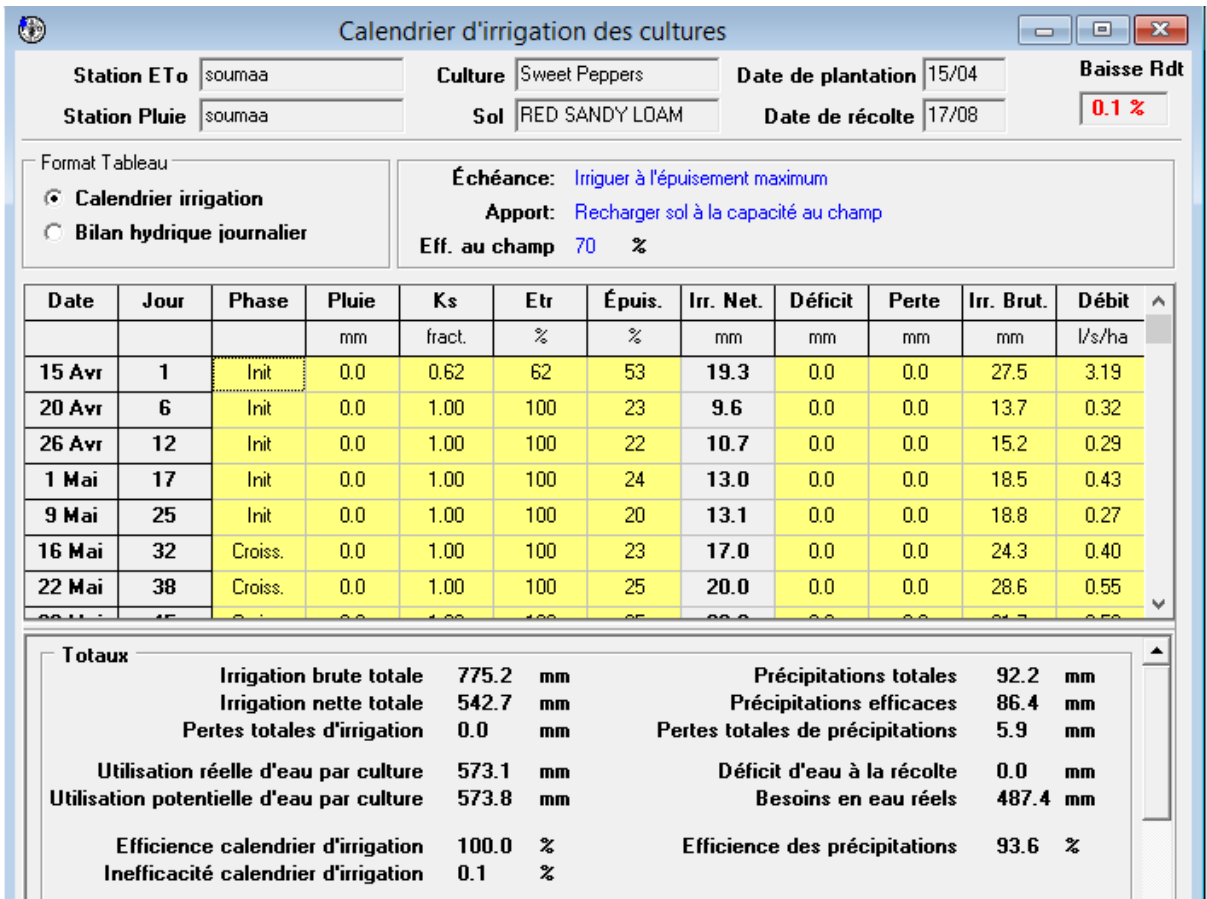 Calendrier d'irrigation des cultures
Station ETo soumaa Culture Sweet Peppers Date de plantation 15/04 Baisse Rdt
Station Pluie soumaa Sol RED SANDY LOAM Date de récolte 17/08 0.1 %
Format Tableau
Calendrier irrigation
Bilan hydrique journalier
Échéance: Irriguer à l'épuisement maximum
Apport: Recharger sol à la capacité au champ
Eff. au champ 70 %
Date Jour Phase Pluie Ks Etr Épuis. Irr. Net. Déficit Perte Irr. Brut. Débit
mm fract. % % mm mm mm mm l/s/ha
15 Avr 1 Init 0.0 0.62 62 53 19.3 0.0 0.0 27.5 3.19
20 Avr 6 Init 0.0 1.00 100 23 9.6 0.0 0.0 13.7 0.32
26 Avr 12 Init 0.0 1.00 100 22 10.7 0.0 0.0 15.2 0.29
1 Mai 17 Init 0.0 1.00 100 24 13.0 0.0 0.0 18.5 0.43
9 Mai 25 Init 0.0 1.00 100 20 13.1 0.0 0.0 18.8 0.27
16 Mai 32 Croiss. 0.0 1.00 100 23 17.0 0.0 0.0 24.3 0.40
22 Mai 38 Croiss. 0.0 1.00 100 25 20.0 0.0 0.0 28.6 0.55
Totaux
Irrigation brute totale 775.2 mm Précipitations totales 92.2 mm
Irrigation nette totale 542.7 mm Précipitations efficaces 86.4 mm
Pertes totales d'irrigation 0.0 mm Pertes totales de précipitations 5.9 mm
Utilisation réelle d'eau par culture 573.1 mm Déficit d'eau à la récolte 0.0 mm
Utilisation potentielle d'eau par culture 573.8 mm Besoins en eau réels 487.4 mm
Efficience calendrier d'irrigation 100.0 % Efficience des précipitations 93.6 %
Inefficacité calendrier d'irrigation 0.1 %